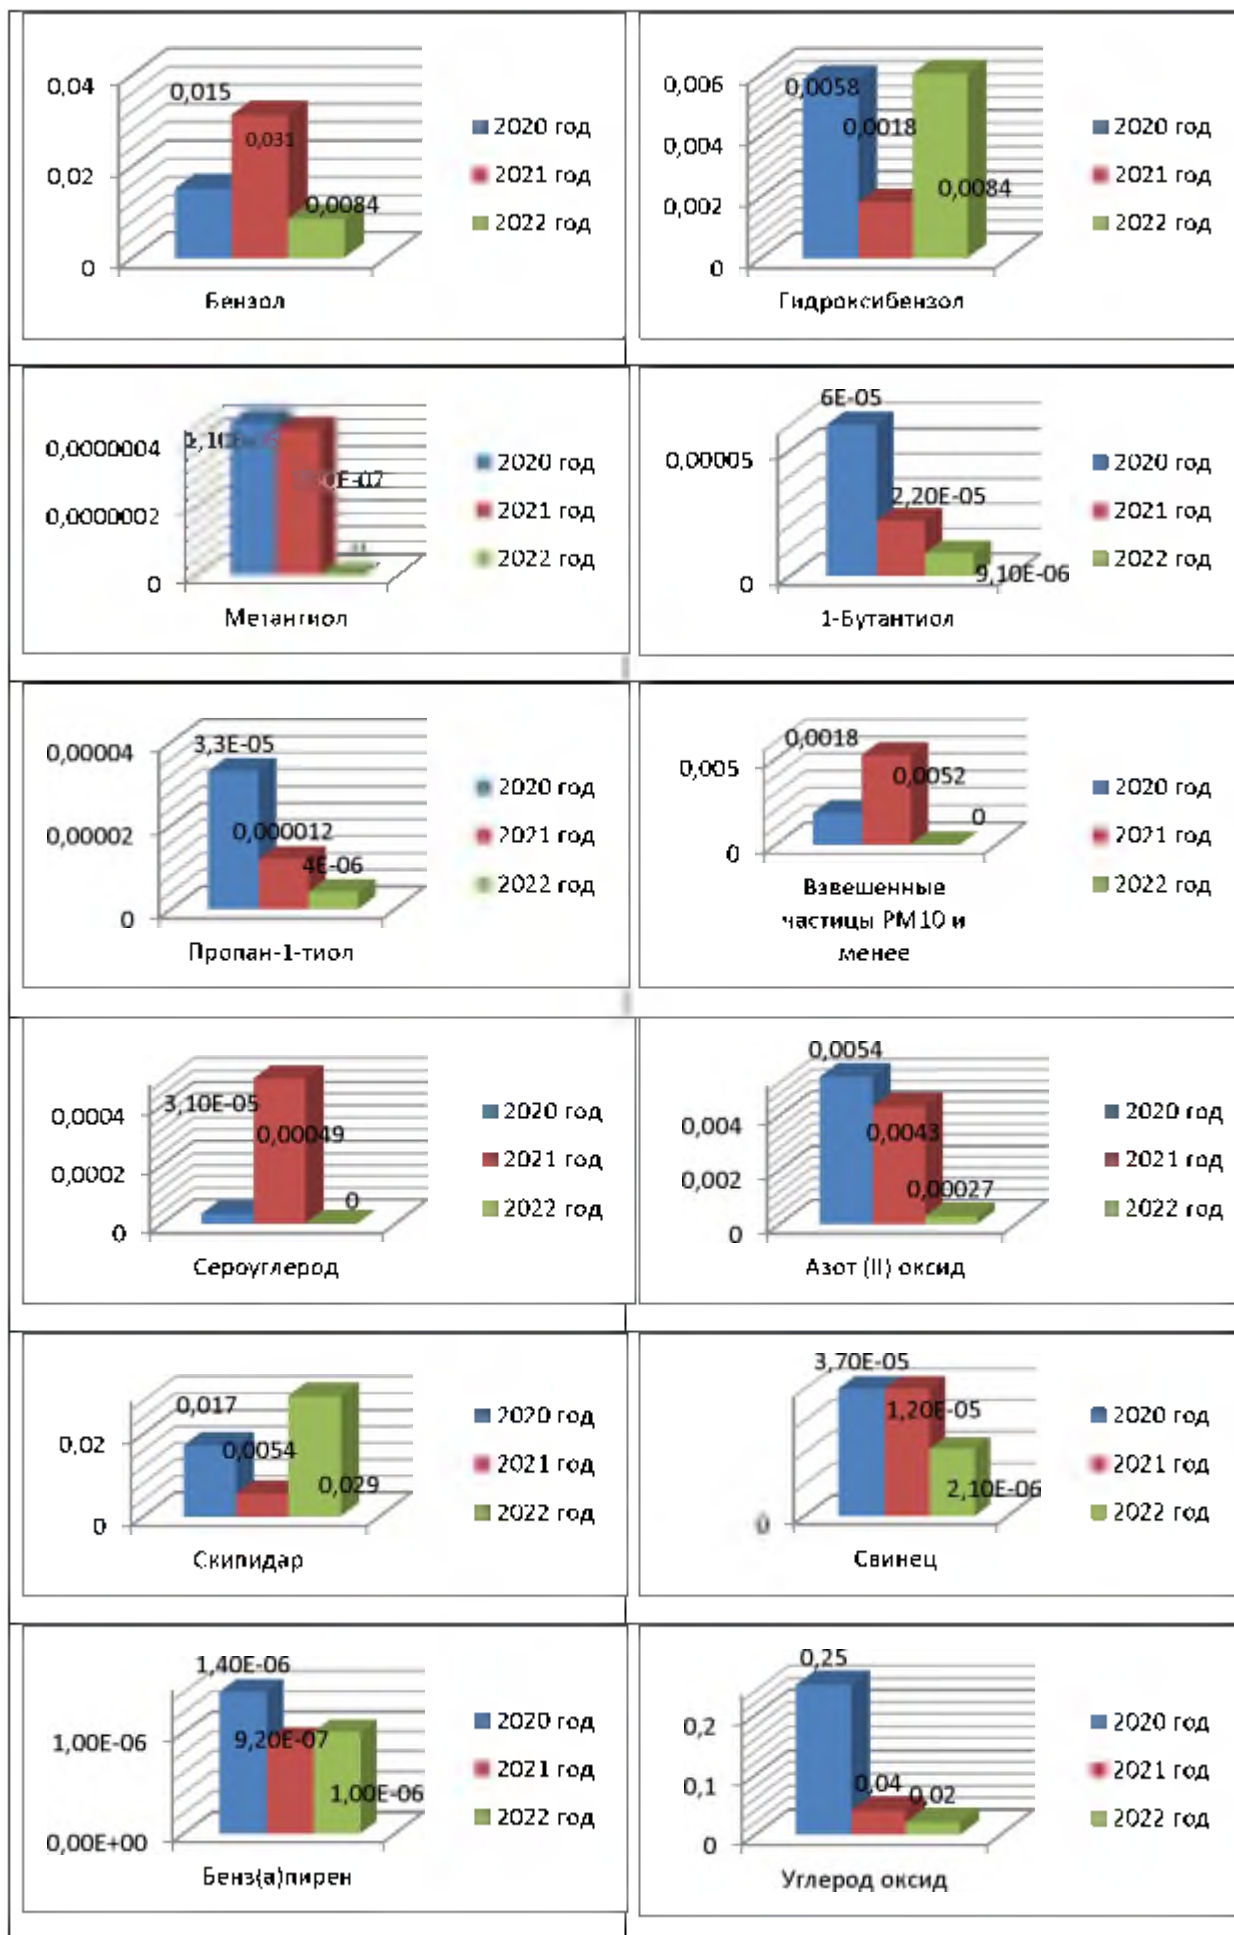 0,04
0,02
0
0,015
0,031
0,0084
2020 год
2021 год
2022 год
Бензол
0,006
0,004
0,002
0
0,0058
0,0018
0,0084
2020 год
2021 год
2022 год
Гидроксибензол
0,0000004
0,0000002
0
2020 год
2021 год
2022 год
Метантиол
0,00005
0
6E-05
2,20E-05
9,10E-06
2020 год
2021 год
2022 год
1-Бутантиол
0,00004
0,00002
0
3,3E-05
0,000012
4E-06
2020 год
2021 год
2022 год
Пропан-1-тиол
0,005
0
0,0018
0,0052
0
2020 год
2021 год
2022 год
Взвешенные
частицы PM10 и
менее
0,0004
0,0002
0
3,10E-05
0,00049
0
2020 год
2021 год
2022 год
Сероуглерод
0,004
0,002
0
0,0054
0,0043
0,00027
2020 год
2021 год
2022 год
Азот (II) оксид
0,02
0
0,017
0,0054
0,029
2020 год
2021 год
2022 год
Скипидар
0
3,70E-05
1,20E-05
2,10E-06
2020 год
2021 год
2022 год
Свинец
1,00E-06
0,00E+00
1,40E-06
9,20E-07
1,00E-06
2020 год
2021 год
2022 год
Бенз(а)пирен
0,2
0,1
0
0,25
0,04
0,02
2020 год
2021 год
2022 год
Углерод оксид